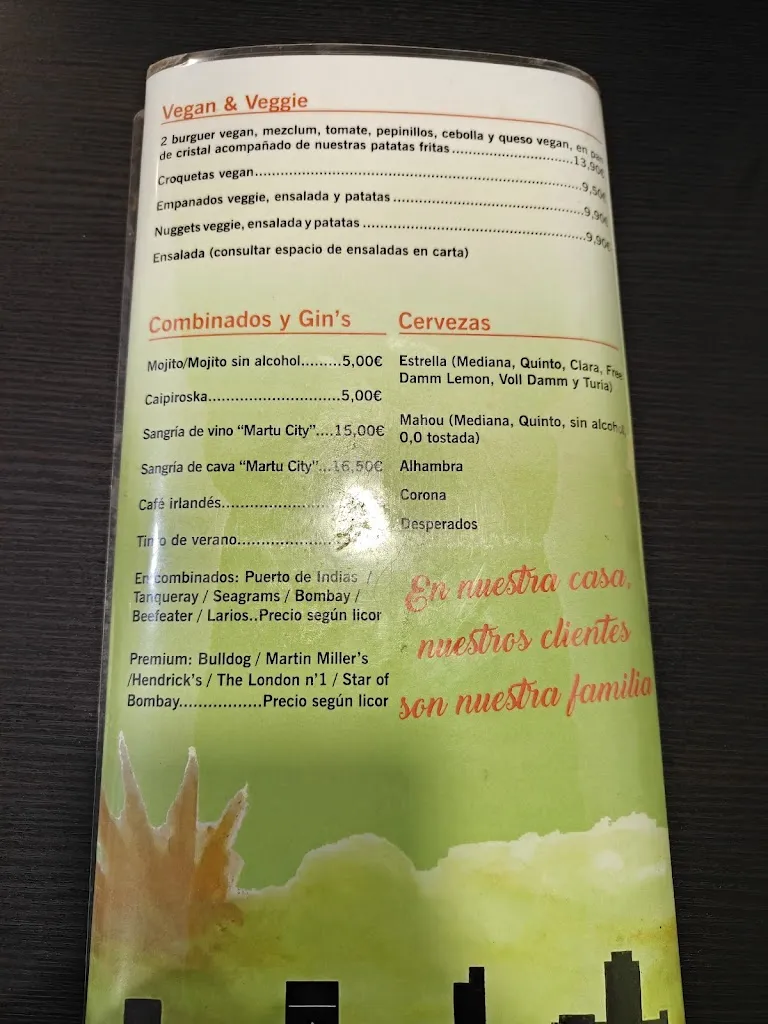 Vegan & Veggie
2 burguer vegan, mezclum, tomate, pepinillos, cebolla y queso vegan, en pan
de cristal acompañado de nuestras patatas fritas..........................13,90€
Croquetas vegan..........................9,50€
Empanados veggie, ensalada y patatas..........................9,90€
Nuggets veggie, ensalada y patatas..........................9,90€
Ensalada (consultar espacio de ensaladas en carta)
Combinados y Gin's
Mojito/Mojito sin alcohol.........5,00€
Caipiroska............................5,00€
Sangría de vino “Martu City”....15,00€
Sangría de cava “Martu City”...16,50€
Café irlandés.......................
Tinto de verano....................
En combinados: Puerto de Indias /
Tanqueray / Seagrams / Bombay /
Beefeater / Larios..Precio según licor
Premium: Bulldog / Martin Miller's
/Hendrick's / The London n'1 / Star of
Bombay.................Precio según licor
Cervezas
Estrella (Mediana, Quinto, Clara, Free
Damm Lemon, Voll Damm y Turia)
Mahou (Mediana, Quinto, sin alcohol,
0,0 tostada)
Alhambra
Corona
Desperados
En nuestra casa,
nuestros clientes
son nuestra familia